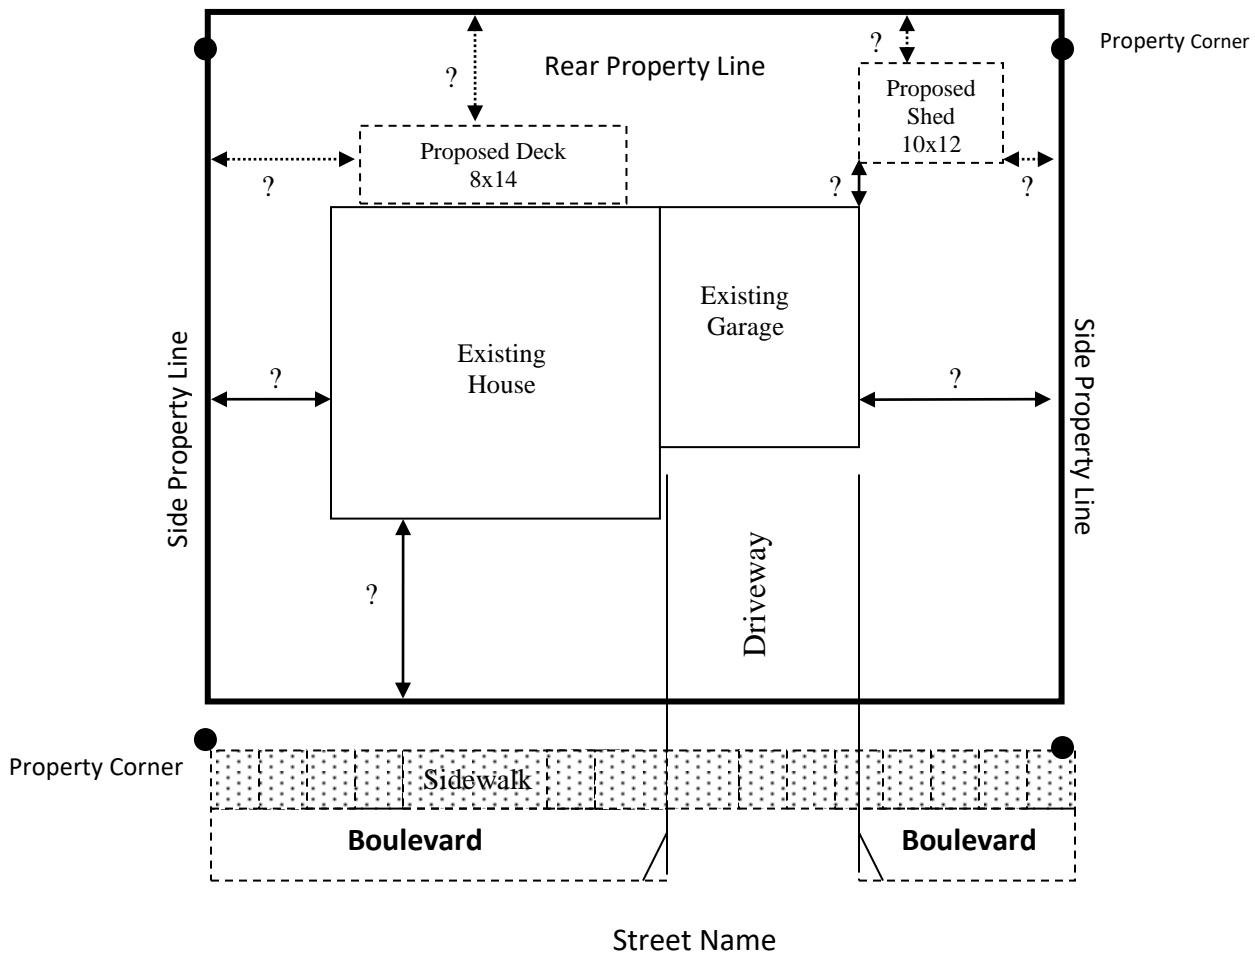 Property Corner
?
?
Rear Property Line
Proposed
Shed
10x12
Proposed Deck
8x14
?
?
?
Existing
Garage
Existing
House
Side Property Line
Side Property Line
?
?
?
Driveway
Property Corner
Sidewalk
Boulevard
Boulevard
Street Name